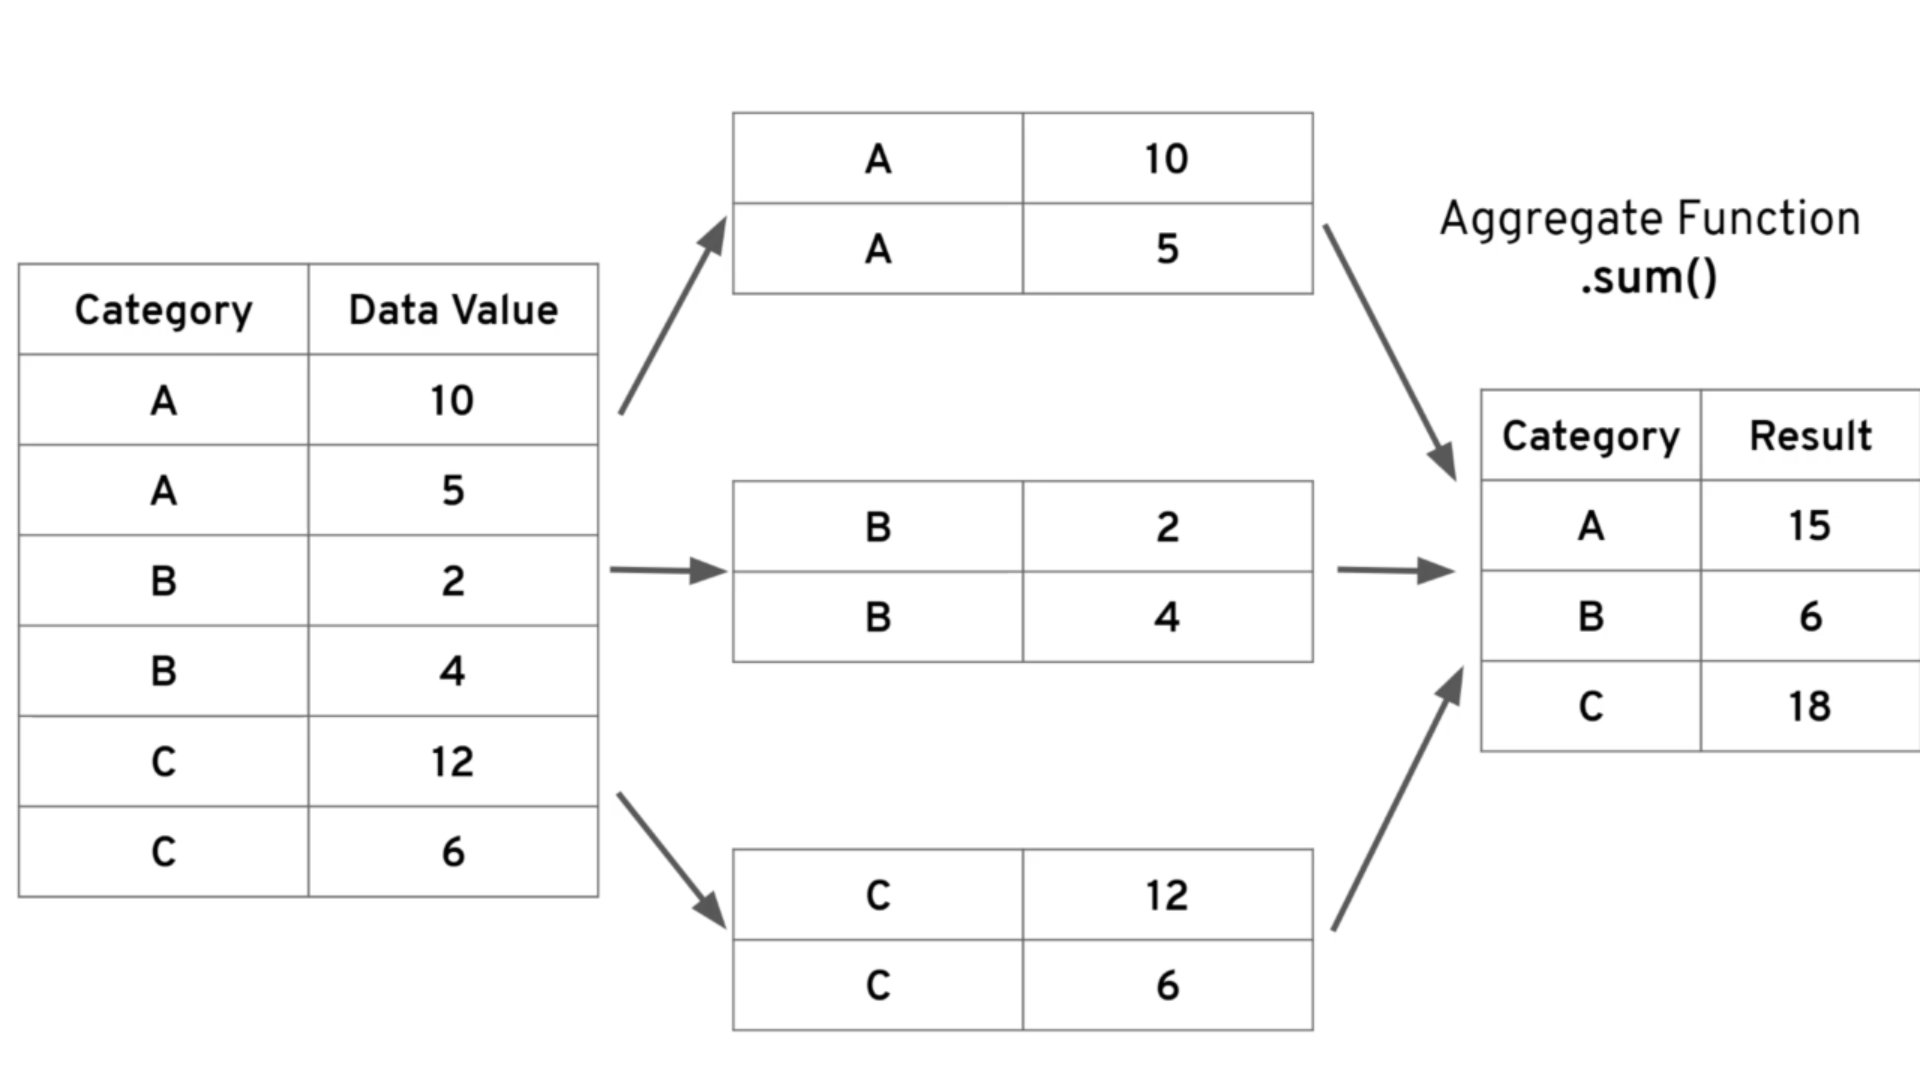 Category Data Value
A 10
A 5
B 2
B 4
C 12
C 6
A 10
A 5
B 2
B 4
C 12
C 6
Aggregate Function
.sum()
Category Result
A 15
B 6
C 18